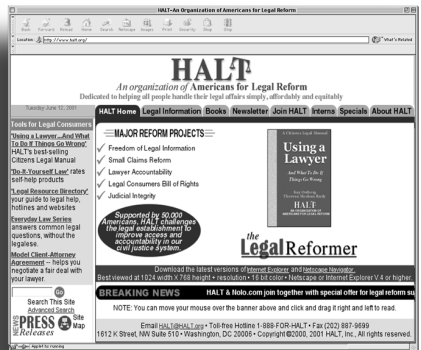 HALT–An Organization of Americans for Legal Reform
Back Forward Reload Home Search Netscape Images Print Security Shop Stop
Location: http://www.halt.org/ What's Related
HALT
An organization of Americans for Legal Reform
Dedicated to helping all people handle their legal affairs simply, affordably and equitably
Tuesday June 12, 2001
HALT Home Legal Information Books Newsletter Join HALT Interns Specials About HALT
Tools for Legal Consumers
"Using a Lawyer...And What To Do If Things Go Wrong"
HALT's best-selling
Citizens Legal Manual
"Do-It-Yourself Law" rates
self-help products
"Legal Resource Directory"
your guide to legal help,
hotlines and websites
Everyday Law Series
answers common legal
questions, without the
legalese.
Model Client-Attorney
Agreement -- helps you
negotiate a fair deal with
your lawyer.
Go
Search This Site
Advanced Search
NEWS PRESS Releases
Site Map
MAJOR REFORM PROJECTS
Freedom of Legal Information
Small Claims Reform
Lawyer Accountability
Legal Consumers Bill of Rights
Judicial Integrity
Supported by 50,000
Americans, HALT challenges
the legal establishment to
improve access and
accountability in our
civil justice system.
Using a
Lawyer
And What To Do If
Things Go Wrong
HALT
the
Legal Reformer
Download the latest versions of Internet Explorer and Netscape Navigator.
Best viewed at 1024 width X 768 height • resolution • 16 bit color • Netscape or Internet Explorer V.4 or higher.
BREAKING NEWS HALT & Nolo.com join together with special offer for legal su
NOTE: You can move your mouse over the banner above and click and drag it right and left to read.
Email HALT@HALT.org • Toll-free Hotline 1-888-FOR-HALT • Fax (202) 887-9699
1612 K Street, NW Suite 510 • Washington, DC 20006 • Copyright ©2000, 2001 HALT, Inc., All rights reserved.